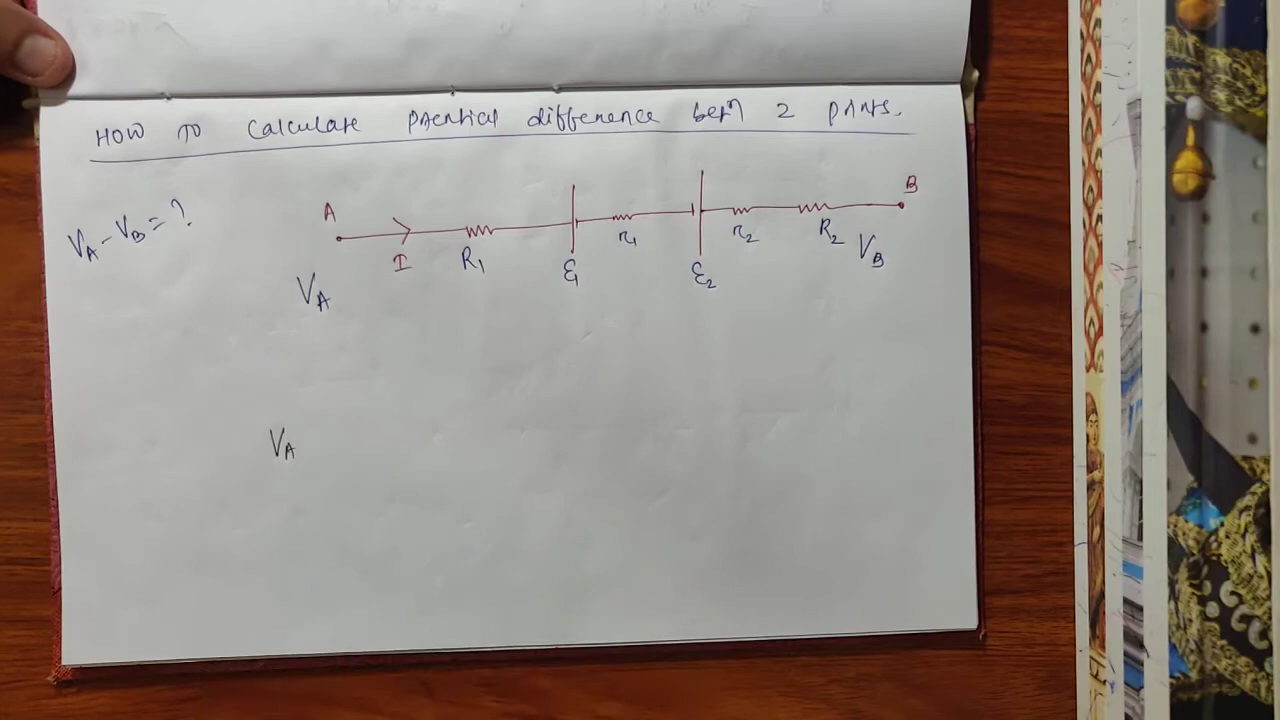 HOW TO Calculate potential difference betn 2 points.
VA - VB = ?
A
B
I
R1
ε1
r1
ε2
r2
R2
VB
VA
VA